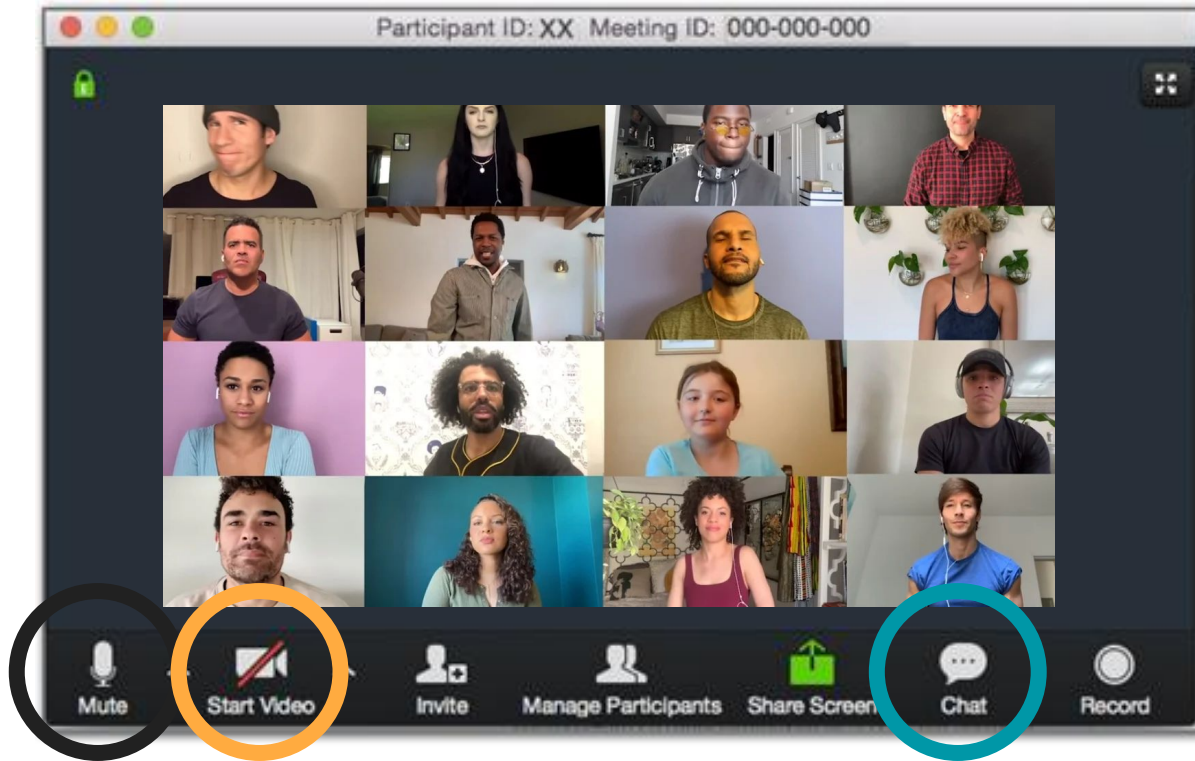 Participant ID: XX Meeting ID: 000-000-000
Mute
Start Video
Invite
Manage Participants
Share Screen
Chat
Record